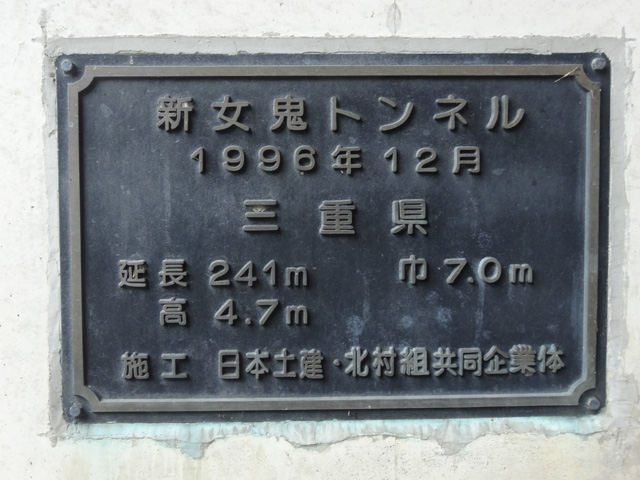 新女鬼トンネル
1996年12月
三重県
延長 241m 巾 7.0m
高 4.7m
施工 日本土建・北村組共同企業体